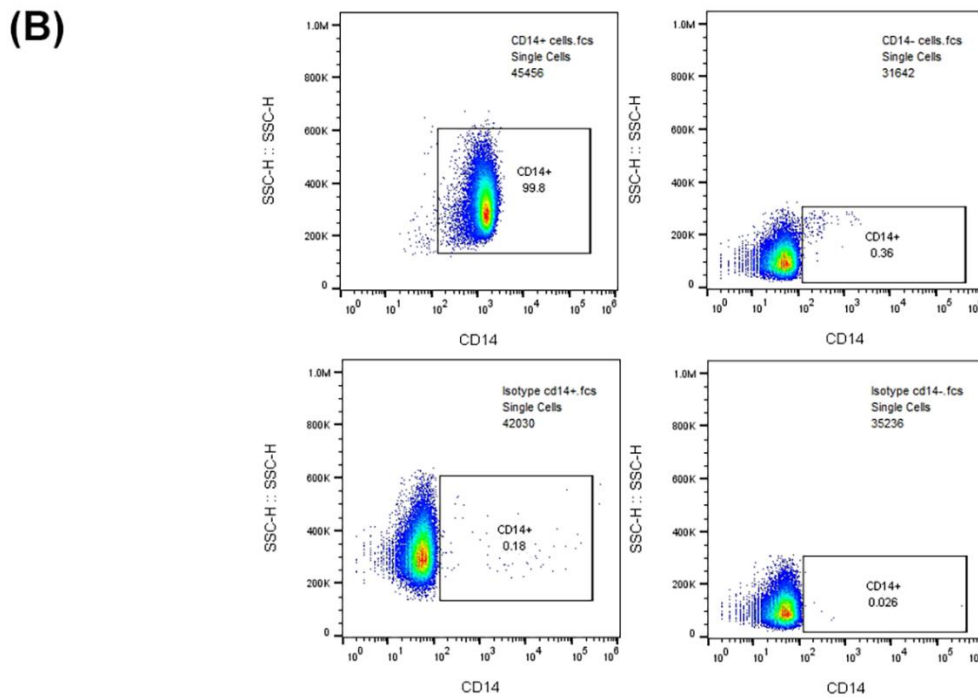 (B)
CD14+ cells.fcs
Single Cells
45456
1.0M
800K
600K
400K
200K
0
SSC-H :: SSC-H
CD14+
99.8
10^0 10^1 10^2 10^3 10^4 10^5 10^6
CD14
CD14- cells.fcs
Single Cells
31642
1.0M
800K
600K
400K
200K
0
SSC-H :: SSC-H
CD14+
0.36
10^0 10^1 10^2 10^3 10^4 10^5
CD14
Isotype cd14+.fcs
Single Cells
42030
1.0M
800K
600K
400K
200K
0
SSC-H :: SSC-H
CD14+
0.18
10^0 10^1 10^2 10^3 10^4 10^5 10^6
CD14
Isotype cd14-.fcs
Single Cells
35236
1.0M
800K
600K
400K
200K
0
SSC-H :: SSC-H
CD14+
0.026
10^0 10^1 10^2 10^3 10^4 10^5
CD14